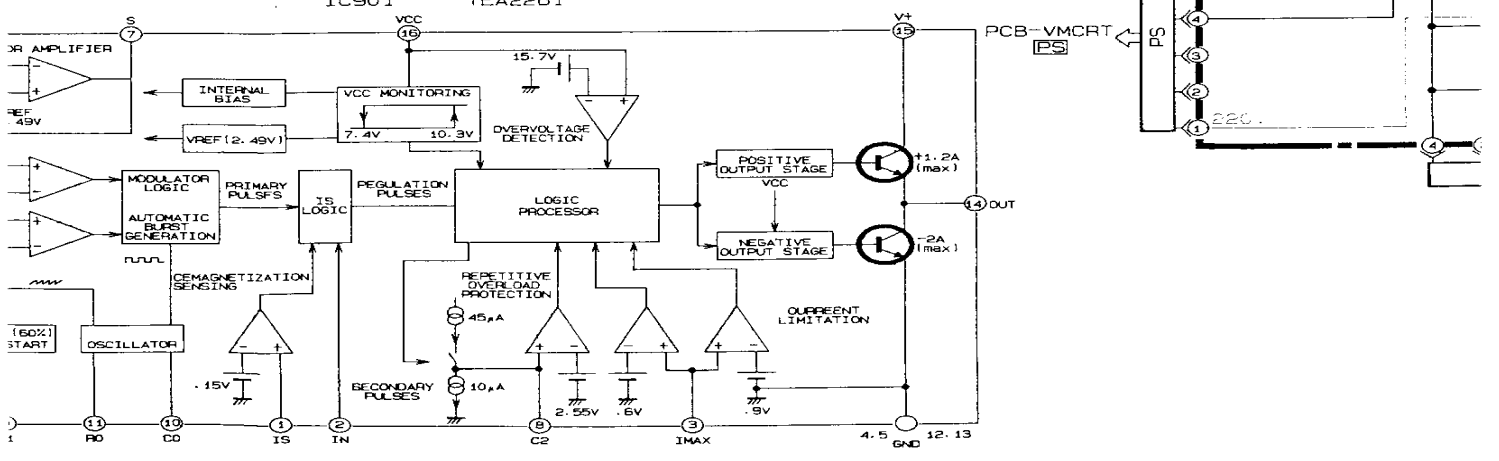 IC901 TEA2261
S
7
VCC
16
V+
15
PCB-VMCRT
PS
PS
4
3
2
1
220.
4
OR AMPLIFIER
-
+
REF
.49V
INTERNAL
BIAS
VREF(2.49V)
VCC MONITORING
7.4V 10.3V
15.7V
- +
OVERVOLTAGE
DETECTION
+
-
+
-
MODULATOR
LOGIC
AUTOMATIC
BURST
GENERATION
PRIMARY
PULSFS
IS
LOGIC
PEGULATION
PULSES
LOGIC
PROCESSOR
POSITIVE
OUTPUT STAGE
VCC
NEGATIVE
OUTPUT STAGE
+1.2A
(max)
14 OUT
-2A
(max)
CEMAGNETIZATION
SENSING
REPETITIVE
OVERLOAD
PROTECTION
45µA
OURREENT
LIMITATION
(60%)
START
OSCILLATOR
- +
.15V
SECONDARY
PULSES
10µA
+ -
2.55V
- +
.6V
+ -
.9V
11
RO
10
CO
1
IS
2
IN
8
C2
3
IMAX
4.5 GND 12.13